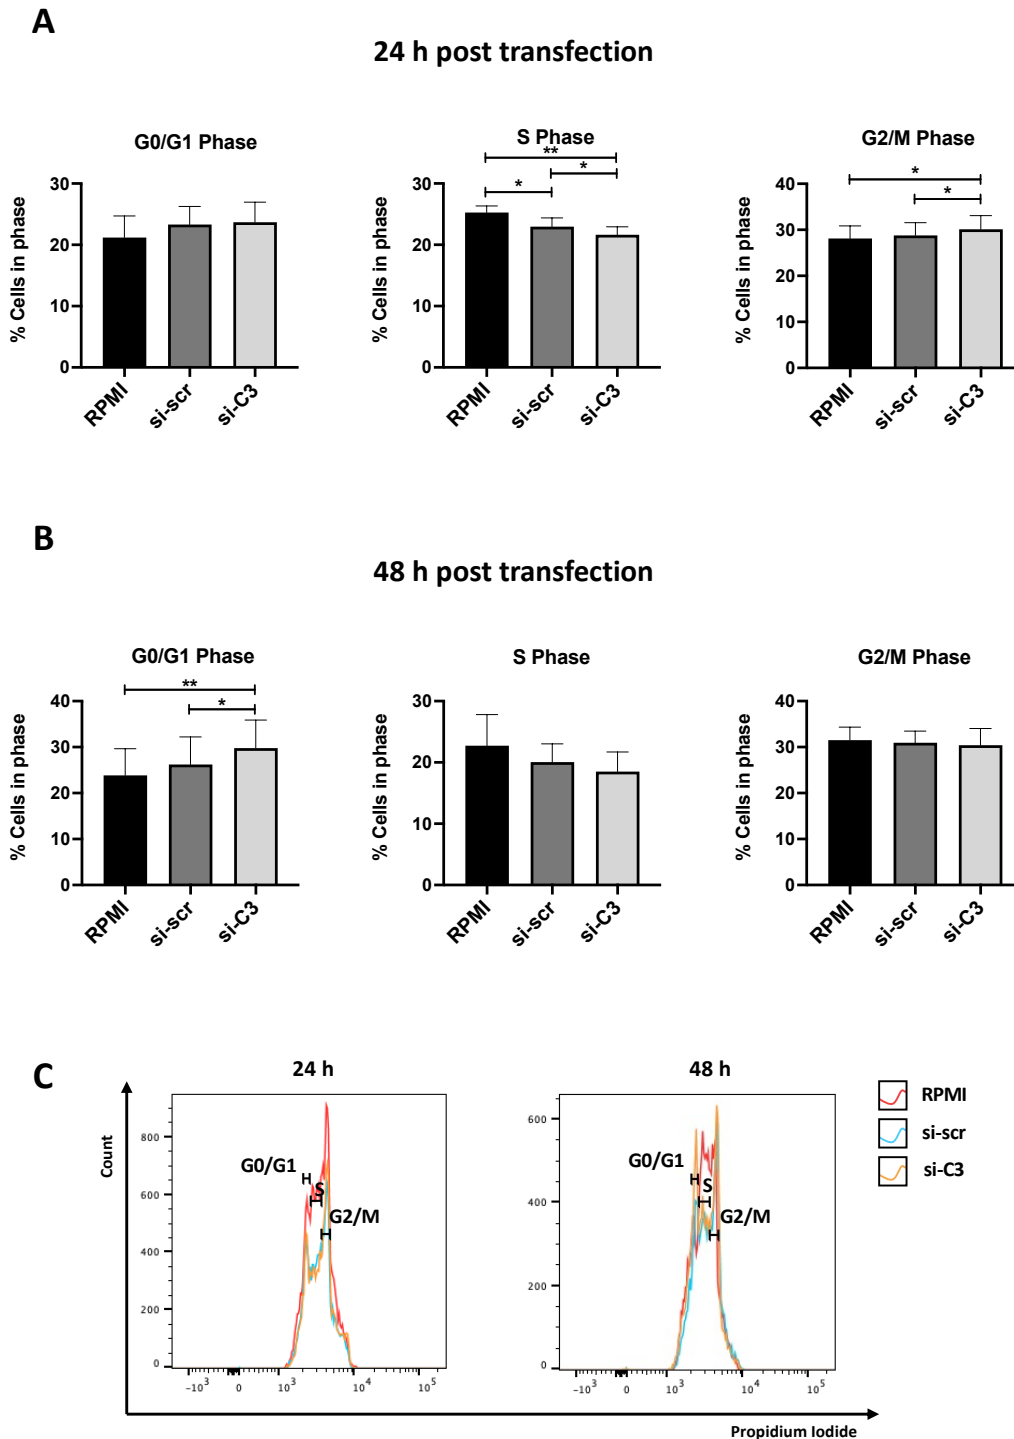 A
24 h post transfection
G0/G1 Phase
% Cells in phase
30
20
10
0
RPMI
si-scr
si-C3
S Phase
**
*
*
% Cells in phase
30
20
10
0
RPMI
si-scr
si-C3
G2/M Phase
*
*
% Cells in phase
40
30
20
10
0
RPMI
si-scr
si-C3
B
48 h post transfection
G0/G1 Phase
**
*
% Cells in phase
40
30
20
10
0
RPMI
si-scr
si-C3
S Phase
% Cells in phase
30
20
10
0
RPMI
si-scr
si-C3
G2/M Phase
% Cells in phase
40
30
20
10
0
RPMI
si-scr
si-C3
C
Count
24 h
800
600
400
200
0
G0/G1
S
G2/M
-10³ 0 10³ 10⁴ 10⁵
48 h
600
400
200
0
G0/G1
S
G2/M
-10³ 0 10³ 10⁴ 10⁵
RPMI
si-scr
si-C3
Propidium Iodide